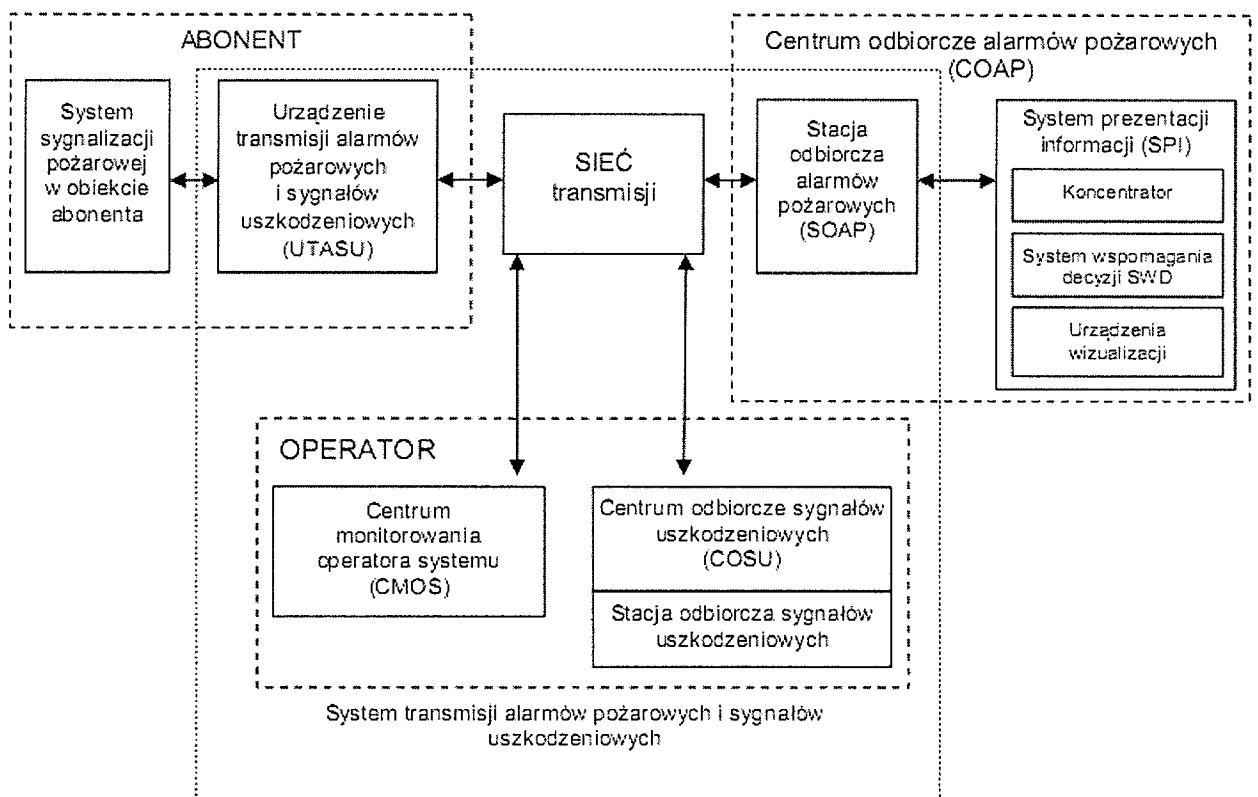 ABONENT
System
sygnalizacji
pożarowej
w obiekcie
abonenta
Urządzenie
transmisji alarmów
pożarowych
i sygnałów
uszkodzeniowych
(UTASU)
SIEĆ
transmisji
Centrum odbiorcze alarmów pożarowych
(COAP)
Stacja
odbiorcza
alarmów
pożarowych
(SOAP)
System prezentacji
informacji (SPI)
Koncentrator
System wspomagania
decyzji SWD
Urządzenia
wizualizacji
OPERATOR
Centrum
monitorowania
operatora systemu
(CMOS)
Centrum odbiorcze sygnałów
uszkodzeniowych
(COSU)
Stacja odbiorcza sygnałów
uszkodzeniowych
System transmisji alarmów pożarowych i sygnałów
uszkodzeniowych